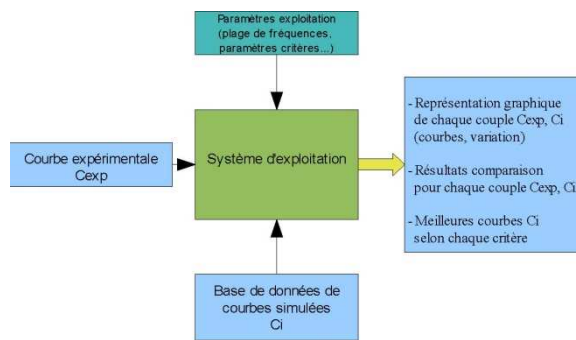 Paramètres exploitation
(plage de fréquences,
paramètres critères...)
Courbe expérimentale
Cexp
Système d'exploitation
- Représentation graphique
de chaque couple Cexp, Ci
(courbes, variation)
- Résultats comparaison
pour chaque couple Cexp, Ci
- Meilleures courbes Ci
selon chaque critère
Base de données de
courbes simulées
Ci